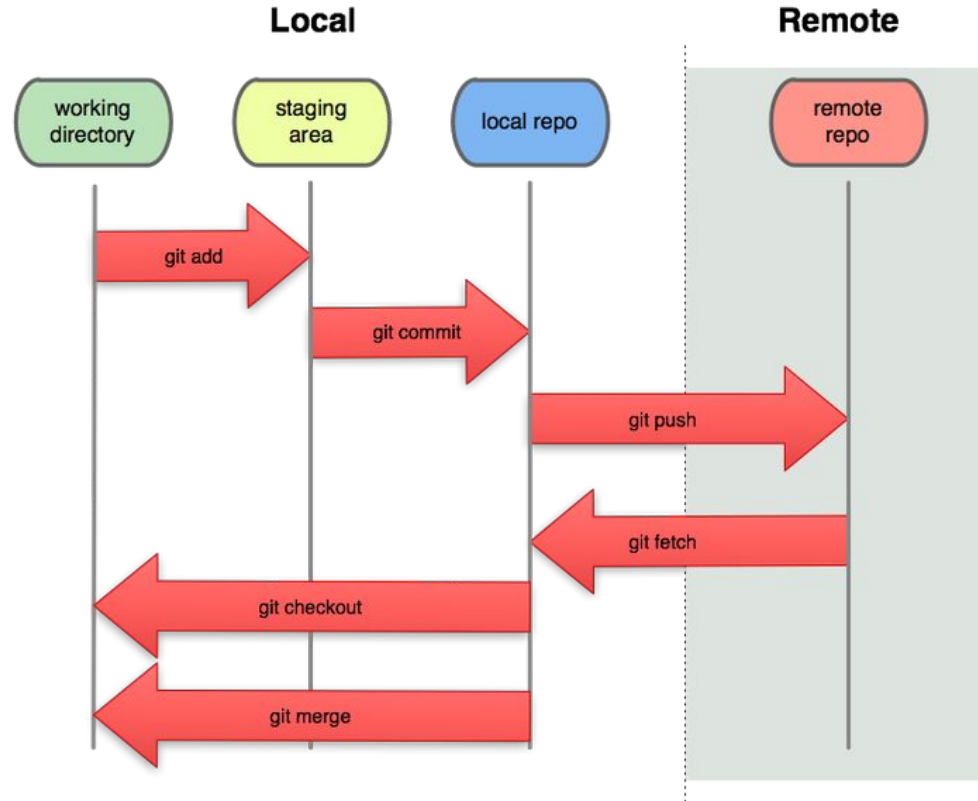 Local
Remote
working
directory
staging
area
local repo
remote
repo
git add
git commit
git push
git fetch
git checkout
git merge